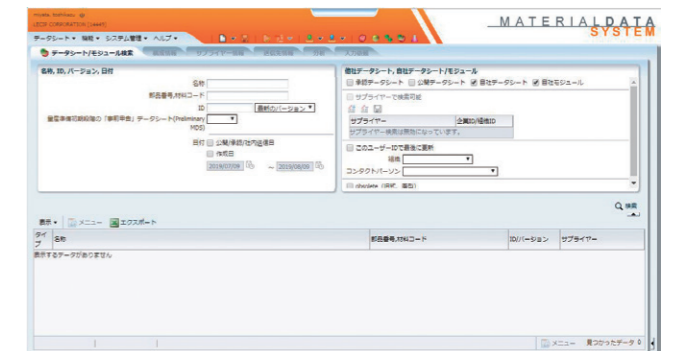 MATERIAL DATA
SYSTEM
データシート▼ 機能▼ システム管理▼ ヘルプ▼
データシート/モジュール検索
名称, ID, バージョン, 日付
名称
部品番号,材料コード
ID 最新のバージョン
量産準備初期段階の「事前申告」データシート(Preliminary
MDS)
日付 公開/承認/社内送信日
作成日
2019/07/09 ~ 2019/08/09
自社データシート, 自社データシート/モジュール
承認データシート 公開データシート 自社データシート 自社モジュール
サプライヤーで検索可能
サプライヤー 企業ID/組織ID
サプライヤー検索は無効になっています。
このユーザーIDで最後に更新
組織
コンタクトパーソン
検索
表示▼ メニュー エクスポート
タイプ 名称 部品番号,材料コード ID/バージョン サプライヤー
表示するデータがありません
メニュー 見つかったデータ 0